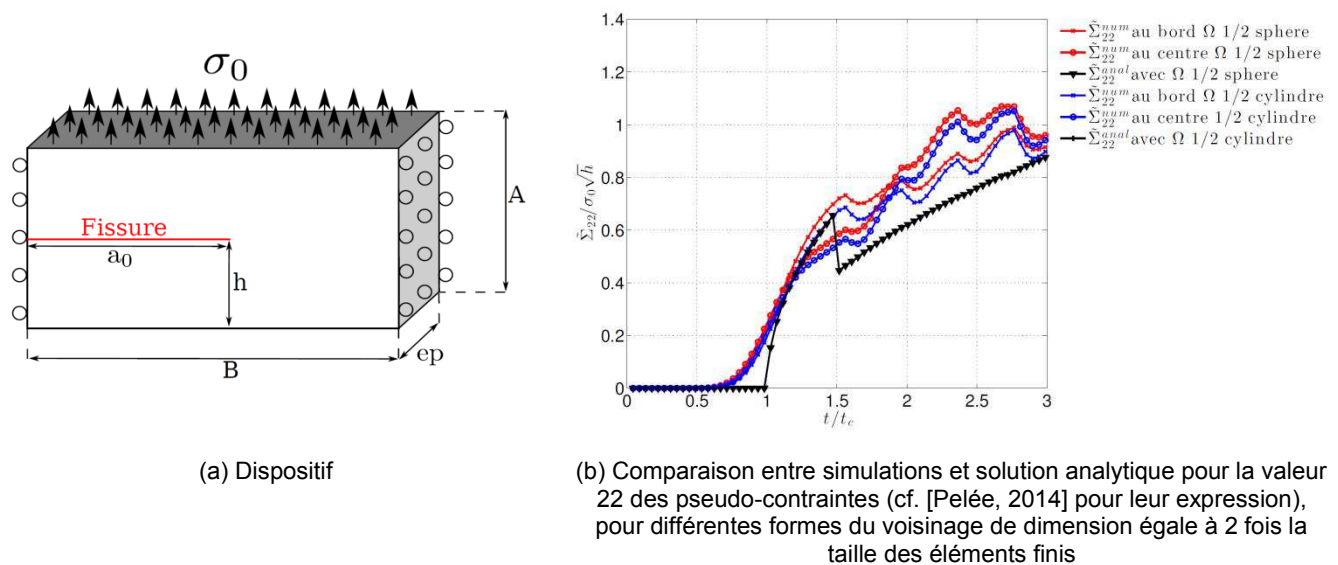 σ₀
Fissure
a₀
h
A
B
ep
(a) Dispositif
1.4
1.2
1
0.8
0.6
0.4
0.2
0
Σ̃₂₂/σ₀√h
0
0.5
1
1.5
2
2.5
3
t/t_c
Σ̃₂₂ⁿᵘᵐ au bord Ω 1/2 sphere
Σ̃₂₂ⁿᵘᵐ au centre Ω 1/2 sphere
Σ̃₂₂ᵃⁿᵃˡ avec Ω 1/2 sphere
Σ̃₂₂ⁿᵘᵐ au bord Ω 1/2 cylindre
Σ̃₂₂ⁿᵘᵐ au centre 1/2 cylindre
Σ̃₂₂ᵃⁿᵃˡ avec Ω 1/2 cylindre
(b) Comparaison entre simulations et solution analytique pour la valeur
22 des pseudo-contraintes (cf. [Pelée, 2014] pour leur expression),
pour différentes formes du voisinage de dimension égale à 2 fois la
taille des éléments finis